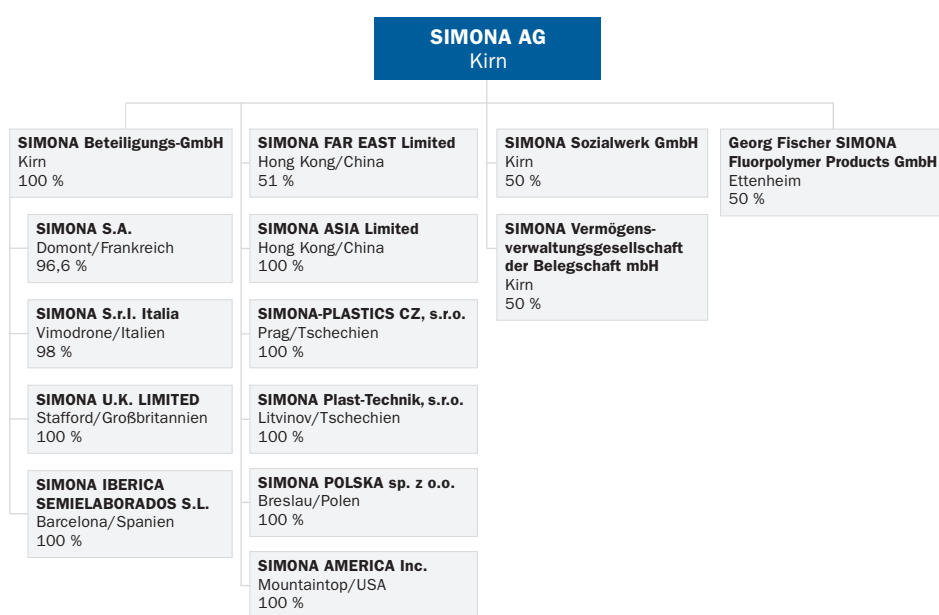 SIMONA AG
Kirn
SIMONA Beteiligungs-GmbH
Kirn
100 %
SIMONA S.A.
Domont/Frankreich
96,6 %
SIMONA S.r.l. Italia
Vimodrone/Italien
98 %
SIMONA U.K. LIMITED
Stafford/Großbritannien
100 %
SIMONA IBERICA
SEMIELABORADOS S.L.
Barcelona/Spanien
100 %
SIMONA FAR EAST Limited
Hong Kong/China
51 %
SIMONA ASIA Limited
Hong Kong/China
100 %
SIMONA-PLASTICS CZ, s.r.o.
Prag/Tschechien
100 %
SIMONA Plast-Technik, s.r.o.
Litvinov/Tschechien
100 %
SIMONA POLSKA sp. z o.o.
Breslau/Polen
100 %
SIMONA AMERICA Inc.
Mountaintop/USA
100 %
SIMONA Sozialwerk GmbH
Kirn
50 %
SIMONA Vermögens-
verwaltungsgesellschaft
der Belegschaft mbH
Kirn
50 %
Georg Fischer SIMONA
Fluorpolymer Products GmbH
Ettenheim
50 %